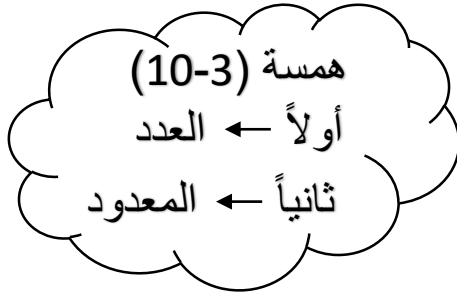 همسة (3-10)
أولاً ← العدد
ثانياً ← المعدود